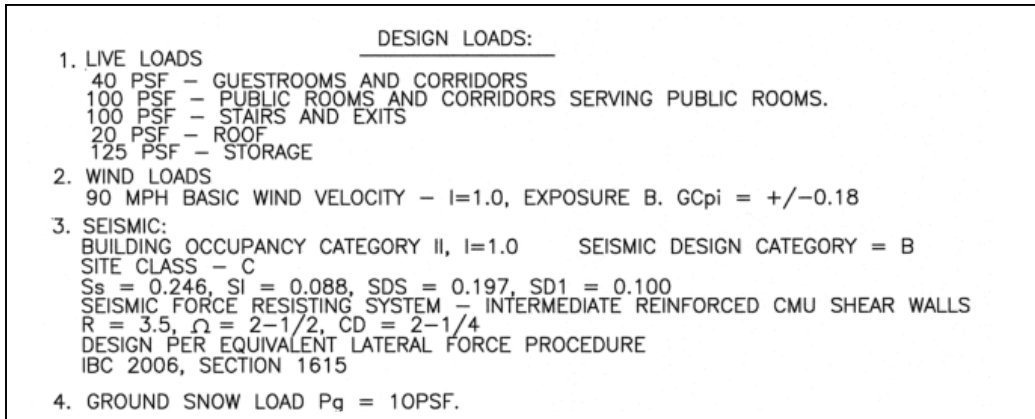 DESIGN LOADS:
1. LIVE LOADS
40 PSF – GUESTROOMS AND CORRIDORS
100 PSF – PUBLIC ROOMS AND CORRIDORS SERVING PUBLIC ROOMS.
100 PSF – STAIRS AND EXITS
20 PSF – ROOF
125 PSF – STORAGE
2. WIND LOADS
90 MPH BASIC WIND VELOCITY – I=1.0, EXPOSURE B. GCpi = +/–0.18
3. SEISMIC:
BUILDING OCCUPANCY CATEGORY II, I=1.0 SEISMIC DESIGN CATEGORY = B
SITE CLASS – C
Ss = 0.246, SI = 0.088, SDS = 0.197, SD1 = 0.100
SEISMIC FORCE RESISTING SYSTEM – INTERMEDIATE REINFORCED CMU SHEAR WALLS
R = 3.5, Ω = 2–1/2, CD = 2–1/4
DESIGN PER EQUIVALENT LATERAL FORCE PROCEDURE
IBC 2006, SECTION 1615
4. GROUND SNOW LOAD Pg = 10PSF.